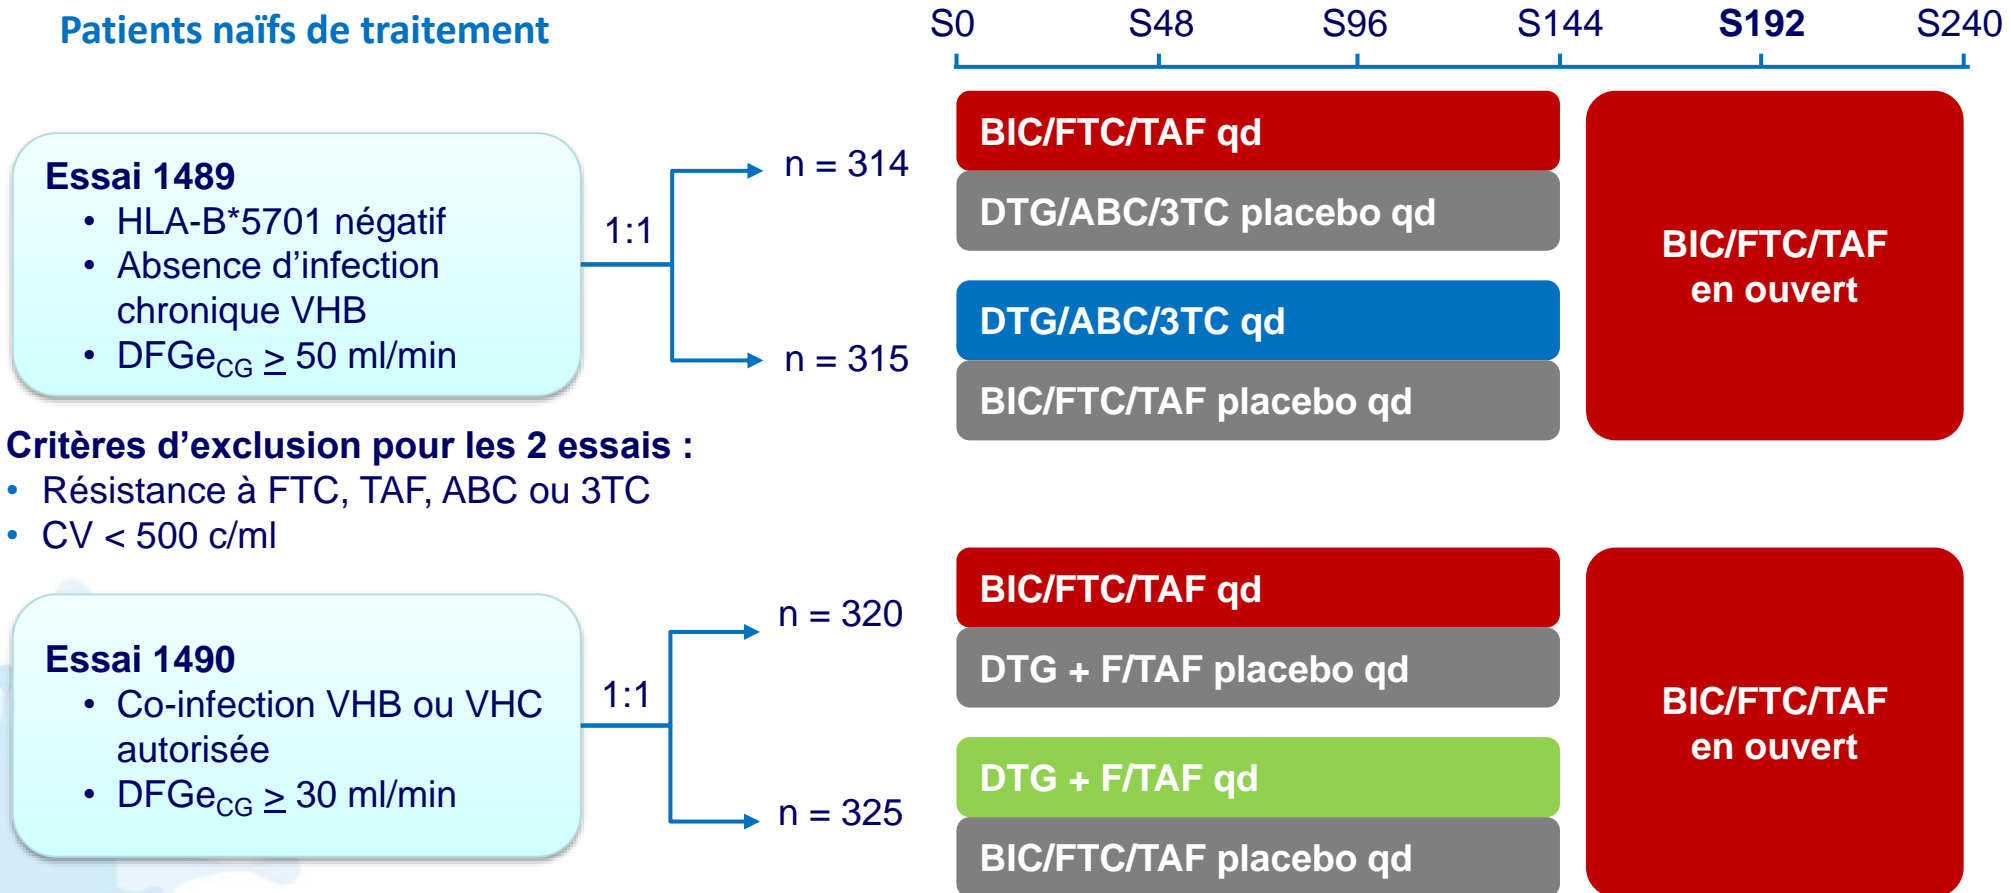 Patients naïfs de traitement
S0 S48 S96 S144 S192 S240
Essai 1489
• HLA-B*5701 négatif
• Absence d’infection
chronique VHB
• DFGeCG ≥ 50 ml/min
1:1
n = 314
n = 315
BIC/FTC/TAF qd
DTG/ABC/3TC placebo qd
DTG/ABC/3TC qd
BIC/FTC/TAF placebo qd
BIC/FTC/TAF
en ouvert
Critères d’exclusion pour les 2 essais :
• Résistance à FTC, TAF, ABC ou 3TC
• CV < 500 c/ml
Essai 1490
• Co-infection VHB ou VHC
autorisée
• DFGeCG ≥ 30 ml/min
1:1
n = 320
n = 325
BIC/FTC/TAF qd
DTG + F/TAF placebo qd
DTG + F/TAF qd
BIC/FTC/TAF placebo qd
BIC/FTC/TAF
en ouvert